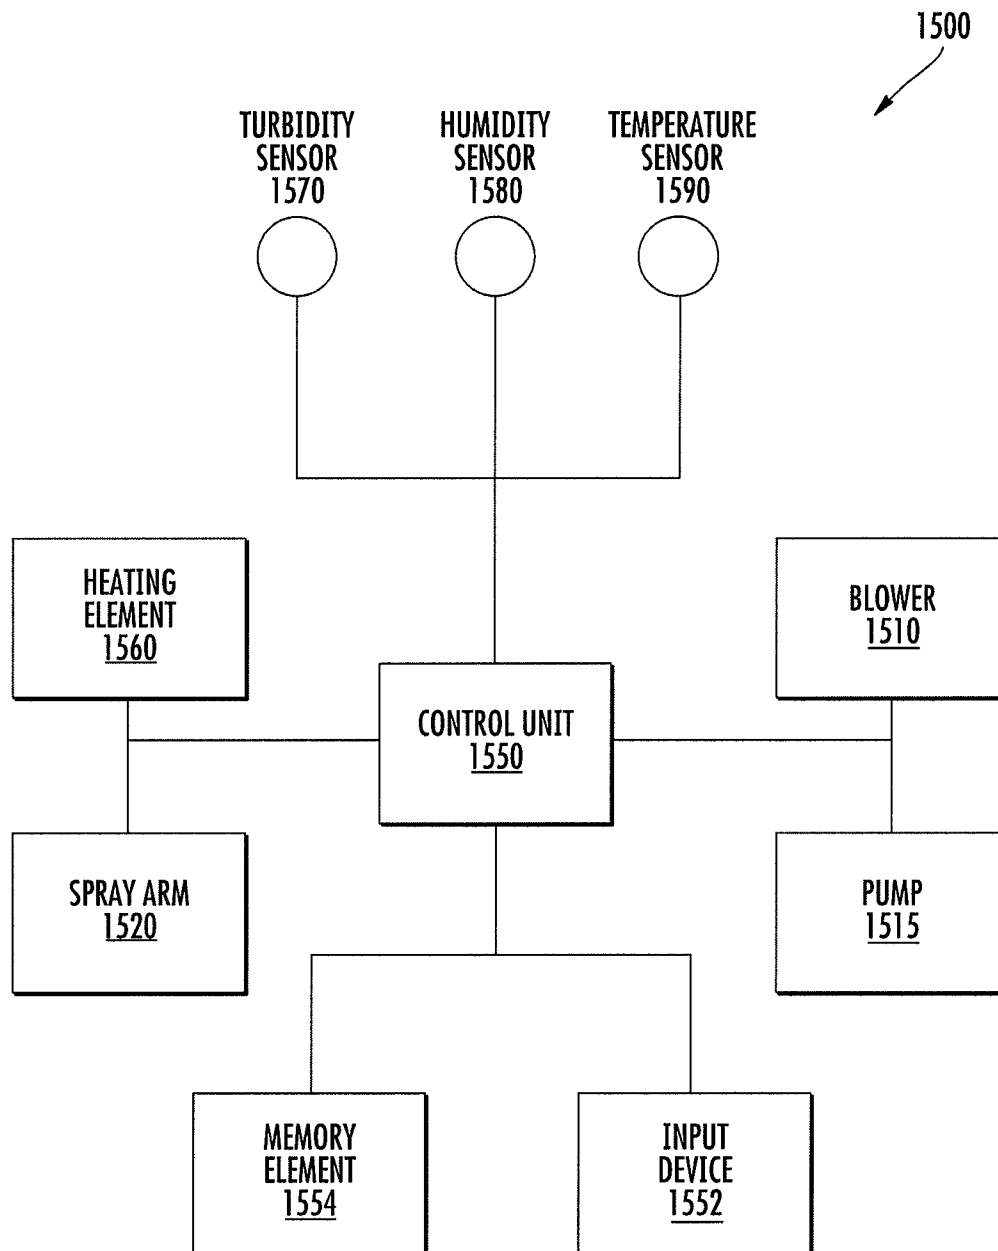 1500
TURBIDITY
SENSOR
1570
HUMIDITY
SENSOR
1580
TEMPERATURE
SENSOR
1590
HEATING
ELEMENT
1560
BLOWER
1510
CONTROL UNIT
1550
SPRAY ARM
1520
PUMP
1515
MEMORY
ELEMENT
1554
INPUT
DEVICE
1552